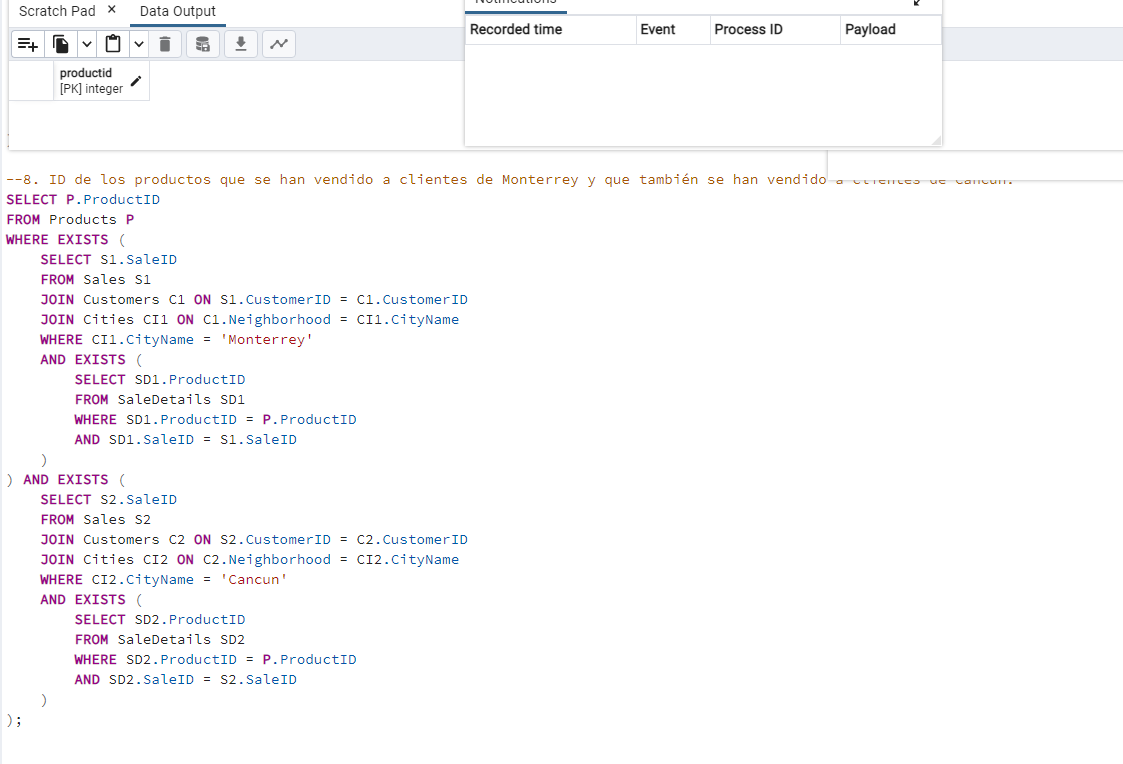 Scratch Pad ×
Data Output
Notifications
Recorded time Event Process ID Payload
productid
[PK] integer
--8. ID de los productos que se han vendido a clientes de Monterrey y que también se han vendido a clientes de Cancun.
SELECT P.ProductID
FROM Products P
WHERE EXISTS (
    SELECT S1.SaleID
    FROM Sales S1
    JOIN Customers C1 ON S1.CustomerID = C1.CustomerID
    JOIN Cities CI1 ON C1.Neighborhood = CI1.CityName
    WHERE CI1.CityName = 'Monterrey'
    AND EXISTS (
        SELECT SD1.ProductID
        FROM SaleDetails SD1
        WHERE SD1.ProductID = P.ProductID
        AND SD1.SaleID = S1.SaleID
    )
) AND EXISTS (
    SELECT S2.SaleID
    FROM Sales S2
    JOIN Customers C2 ON S2.CustomerID = C2.CustomerID
    JOIN Cities CI2 ON C2.Neighborhood = CI2.CityName
    WHERE CI2.CityName = 'Cancun'
    AND EXISTS (
        SELECT SD2.ProductID
        FROM SaleDetails SD2
        WHERE SD2.ProductID = P.ProductID
        AND SD2.SaleID = S2.SaleID
    )
);